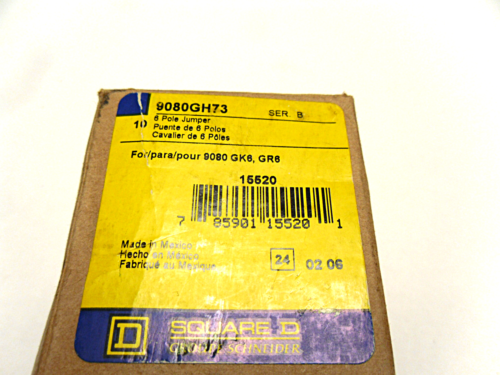 9080GH73 SER. B
10 6 Pole Jumper
Puente de 6 Polos
Cavalier de 6 Pôles
For/para/pour 9080 GK6, GR6
15520
7 85901 15520 1
Made in Mexico
Hecho en México
Fabriqué au Mexique
24 02 06
D SQUARE D
GROUPE SCHNEIDER